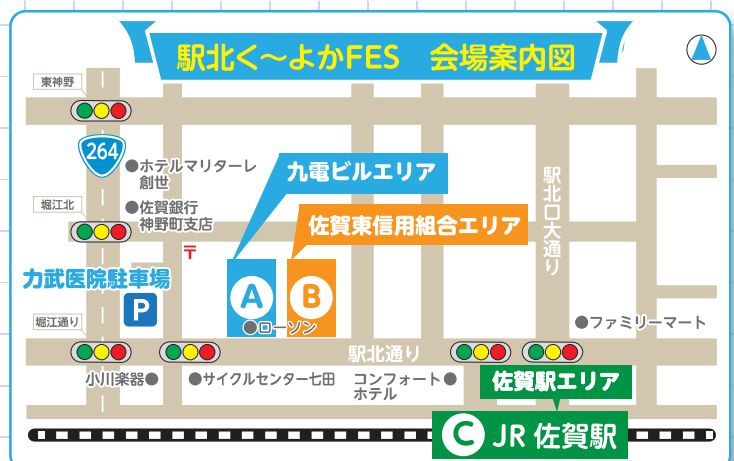 駅北く～よかFES 会場案内図
東神野
264
ホテルマリターレ
創世
九電ビルエリア
駅北口大通り
堀江北
佐賀銀行
神野町支店
佐賀東信用組合エリア
〒
力武医院駐車場
P
A
B
ローソン
堀江通り
ファミリーマート
駅北通り
小川楽器
サイクルセンター七田
コンフォート
ホテル
佐賀駅エリア
C JR 佐賀駅